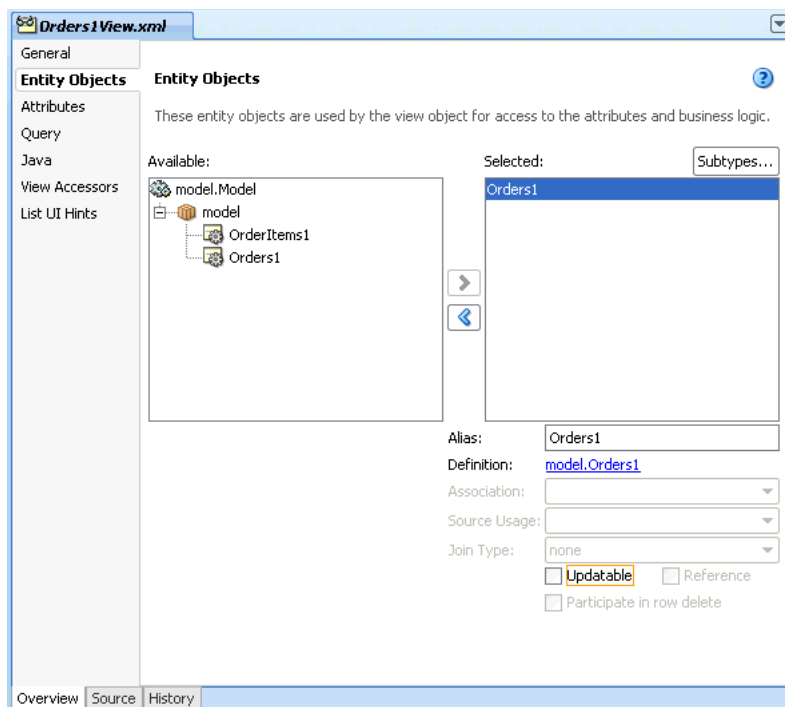 Orders1View.xml
General
Entity Objects
Attributes
Query
Java
View Accessors
List UI Hints
Entity Objects
These entity objects are used by the view object for access to the attributes and business logic.
Available:
model.Model
model
OrderItems1
Orders1
Selected:
Subtypes...
Orders1
Alias: Orders1
Definition: model.Orders1
Association:
Source Usage:
Join Type: none
Updatable Reference
Participate in row delete
Overview Source History